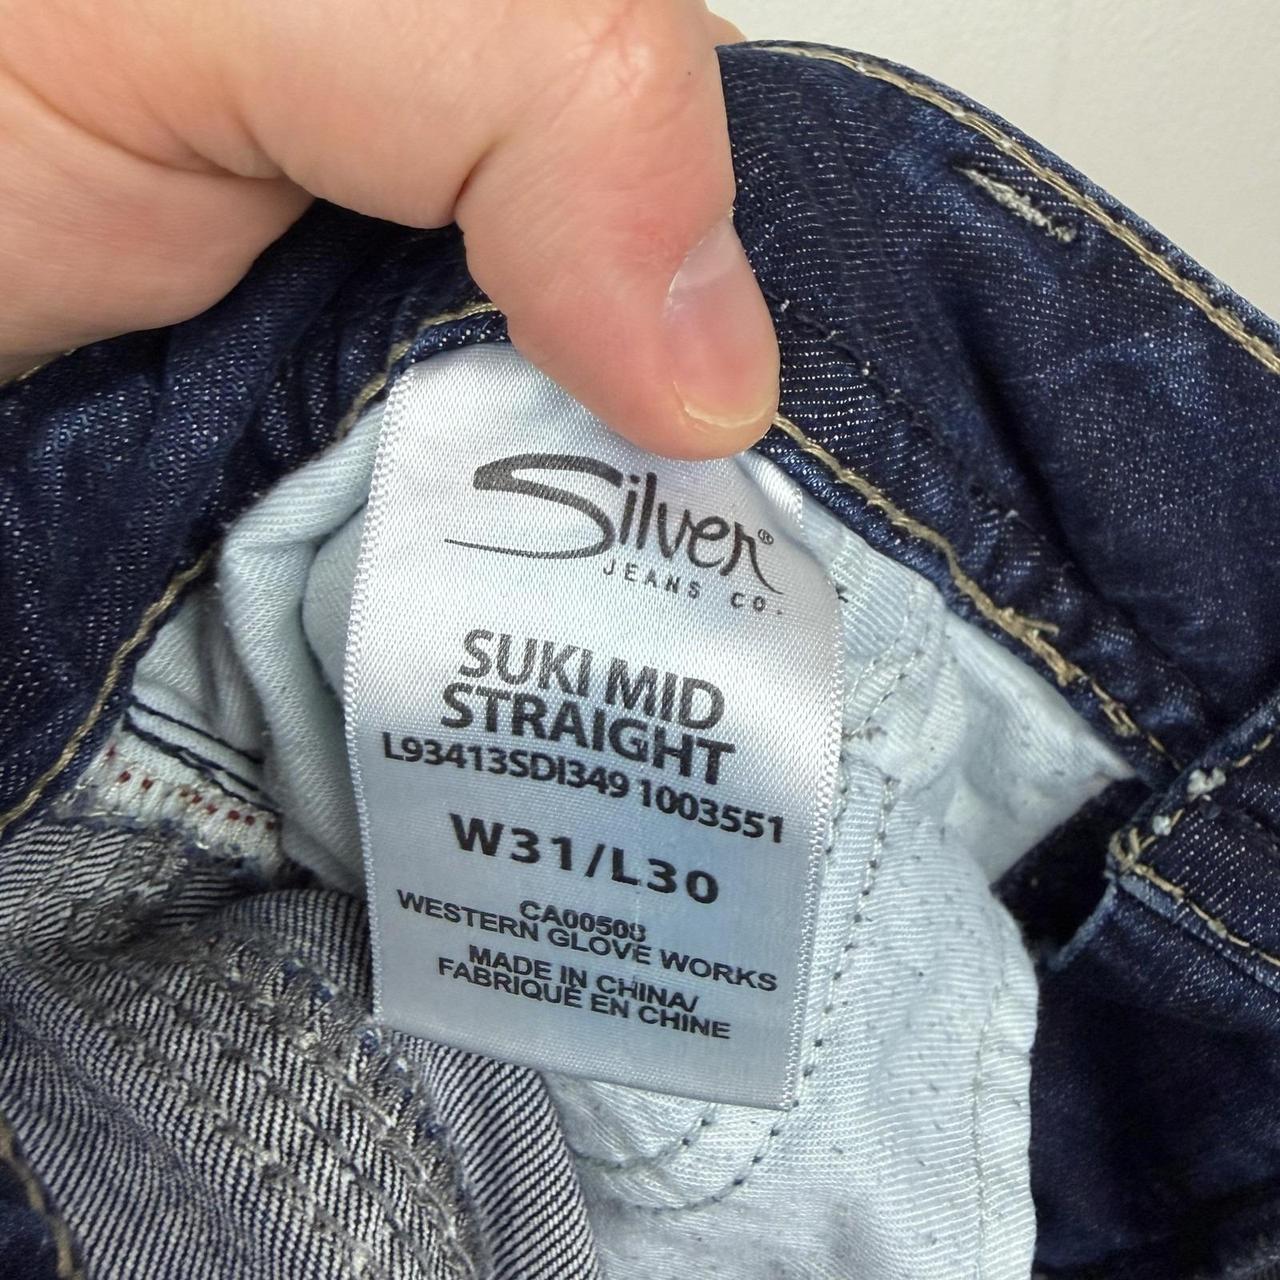 Silver®
JEANS CO.
SUKI MID
STRAIGHT
L93413SDI349 1003551
W31/L30
CA00508
WESTERN GLOVE WORKS
MADE IN CHINA/
FABRIQUÉ EN CHINE